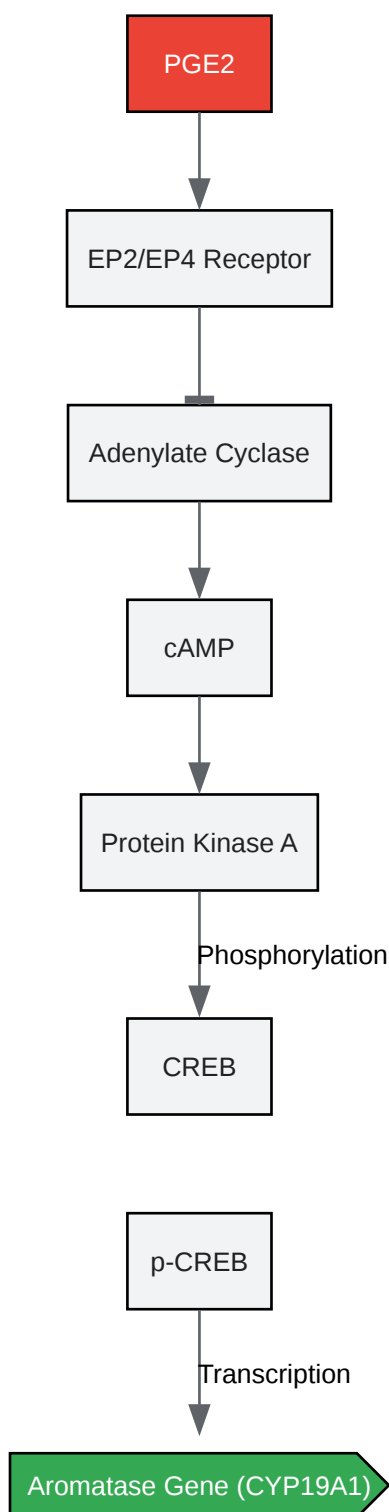 PGE2
EP2/EP4 Receptor
Adenylate Cyclase
cAMP
Protein Kinase A
Phosphorylation
CREB
p-CREB
Transcription
Aromatase Gene (CYP19A1)